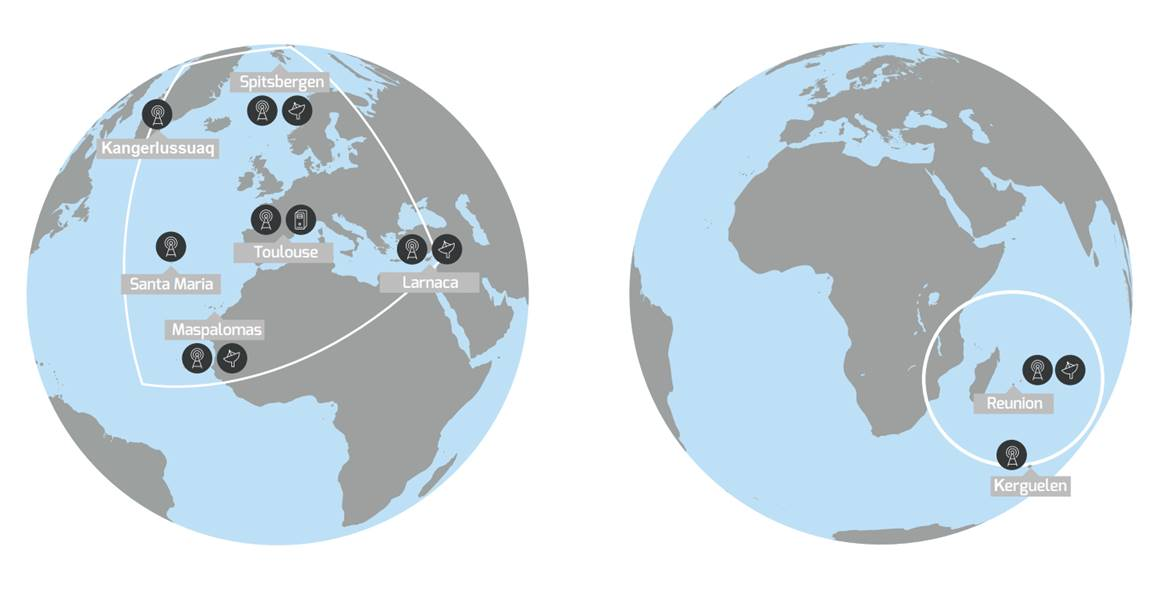 Spitsbergen
Kangerlussuaq
Toulouse
Santa Maria
Larnaca
Maspalomas
Reunion
Kerguelen